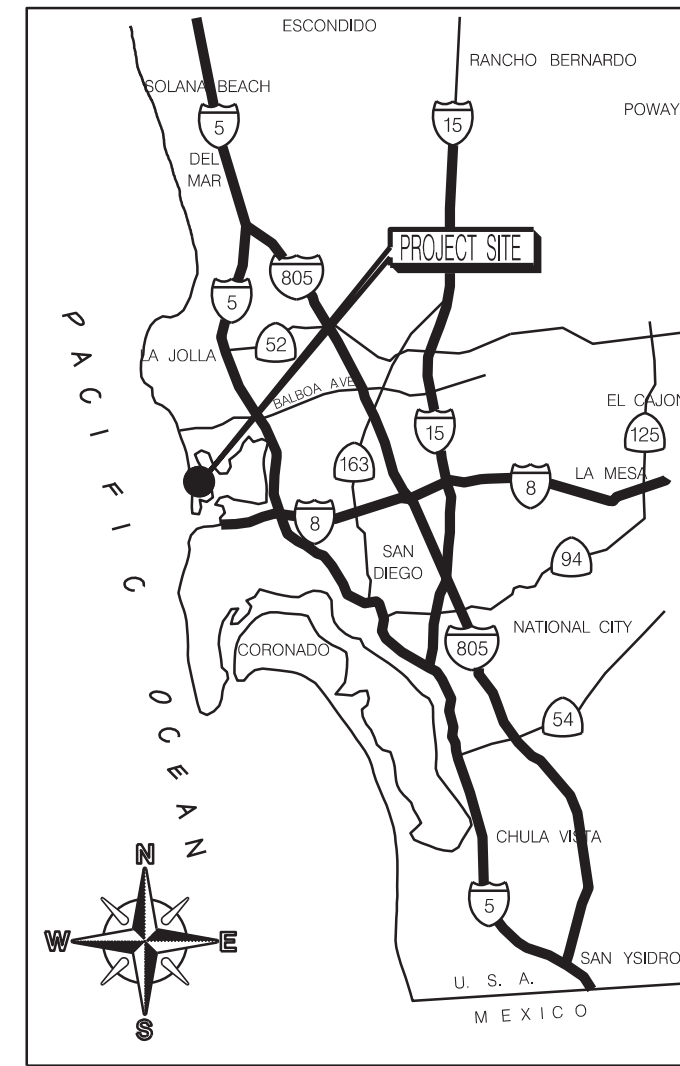 ESCONDIDO
RANCHO BERNARDO
SOLANA BEACH
POWAY
5
15
DEL
MAR
PROJECT SITE
805
5
PACIFIC OCEAN
52
LA JOLLA
BALBOA AVE
EL CAJON
125
15
163
LA MESA
8
8
SAN
DIEGO
94
NATIONAL CITY
CORONADO
805
54
CHULA VISTA
N
W
E
S
5
SAN YSIDRO
U. S. A.
MEXICO